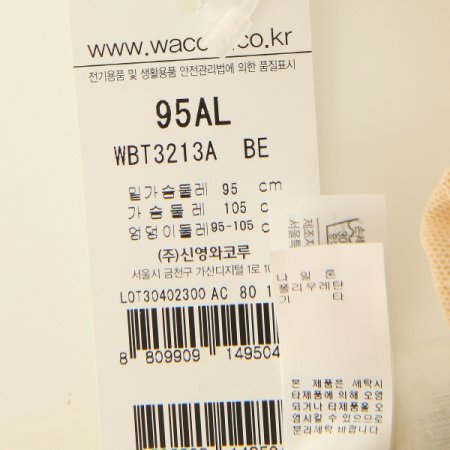 www.waco co.kr
전기용품 및 생활용품 안전관리법에 의한 품질표시
95AL
WBT3213A BE
밑가슴둘레 95 cm
가슴둘레 105 c
엉덩이둘레 95-105 c
(주)신영와코루
서울시 금천구 가산디지털 1로 10
LOT30402300 AC 80 1
8 809909 149504
나일론
폴리우레탄
기타
본 제품은 세탁시
타제품에 의해 오염
되거나 타제품을 오
염시킬 수 있으므로
분리세탁 바랍니다.